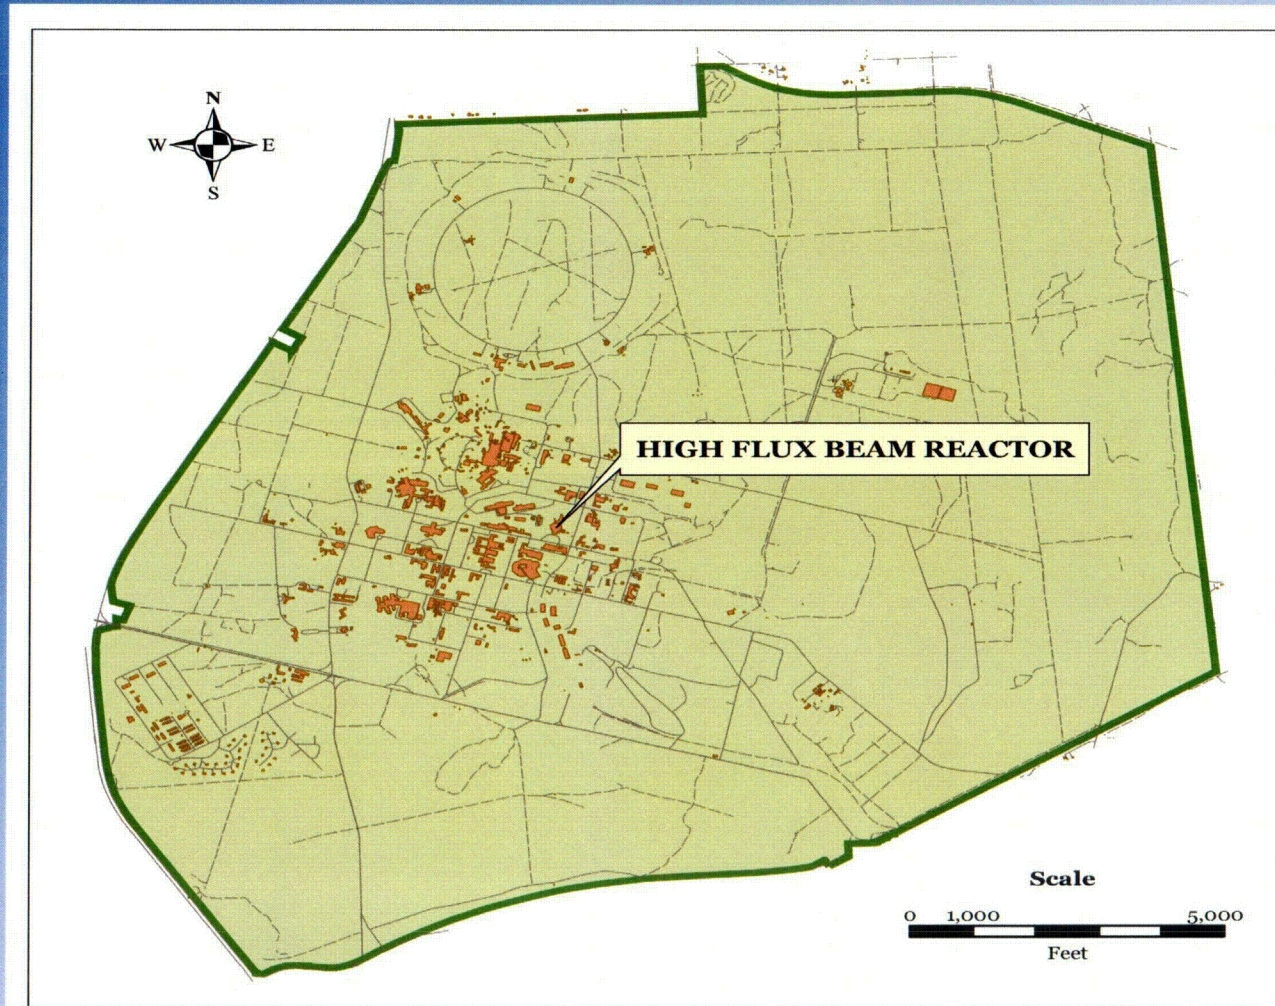 N
W E
S
HIGH FLUX BEAM REACTOR
Scale
0 1,000 5,000
Feet